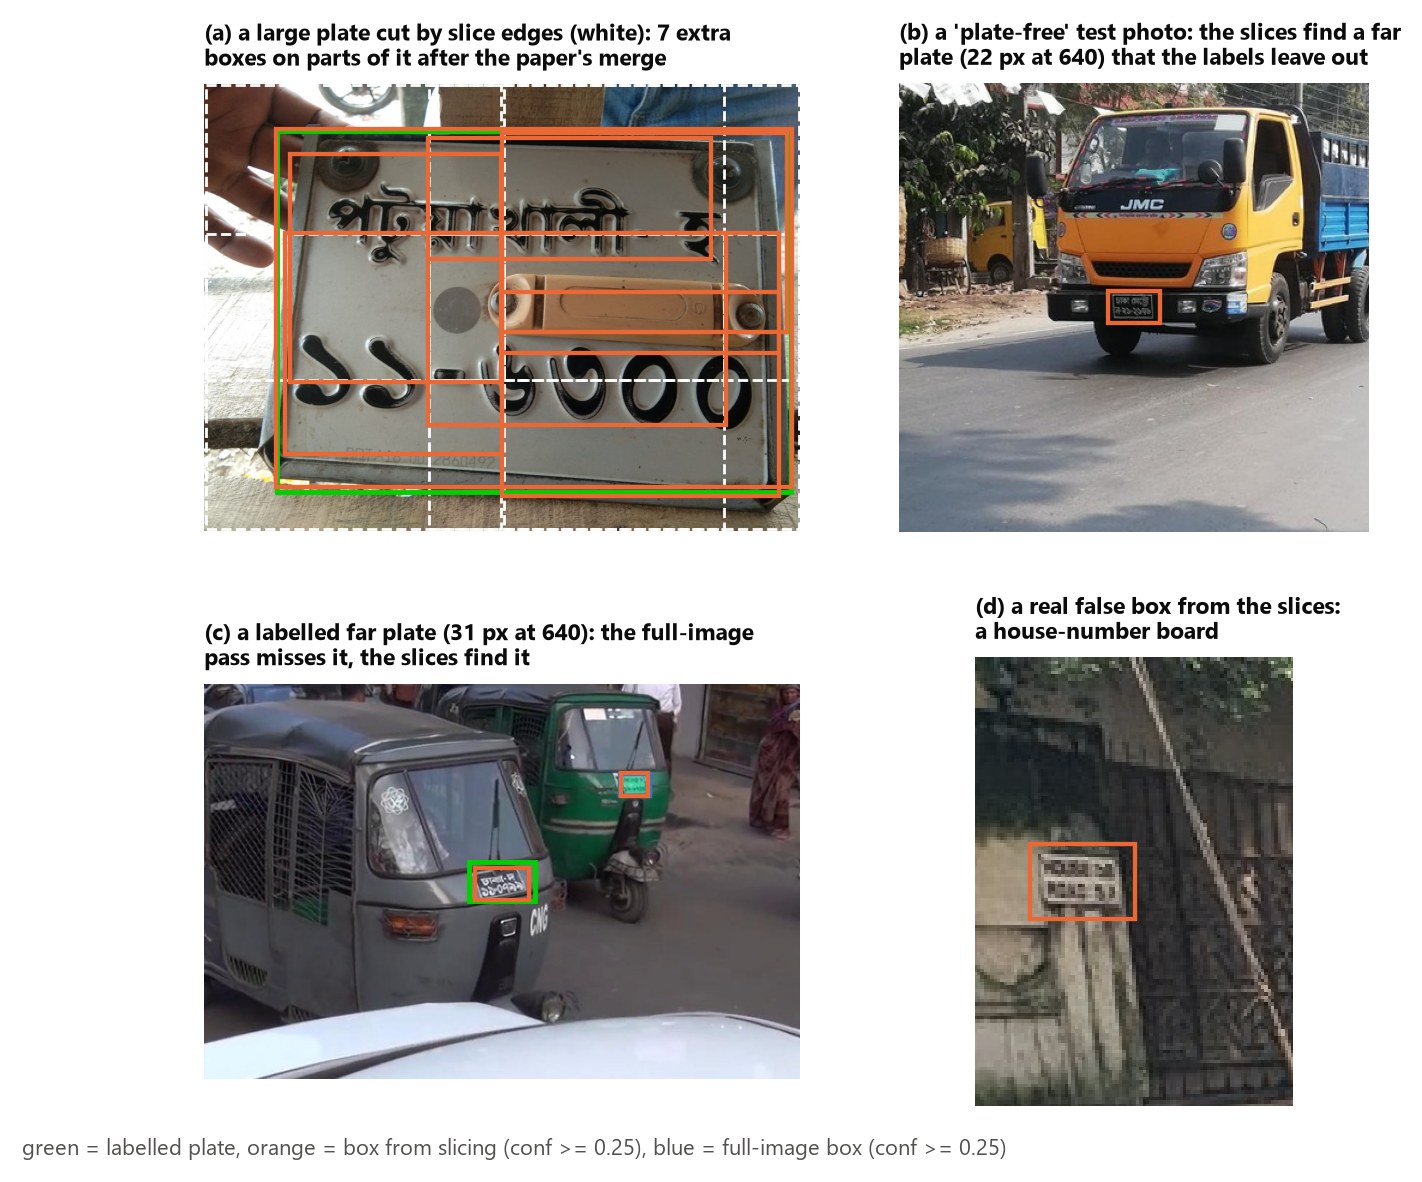 (a) a large plate cut by slice edges (white): 7 extra
boxes on parts of it after the paper's merge
পটুয়াখালী- হ
১১-৬৩০০
(b) a 'plate-free' test photo: the slices find a far
plate (22 px at 640) that the labels leave out
JMC
(c) a labelled far plate (31 px at 640): the full-image
pass misses it, the slices find it
CNG
(d) a real false box from the slices:
a house-number board
green = labelled plate, orange = box from slicing (conf >= 0.25), blue = full-image box (conf >= 0.25)